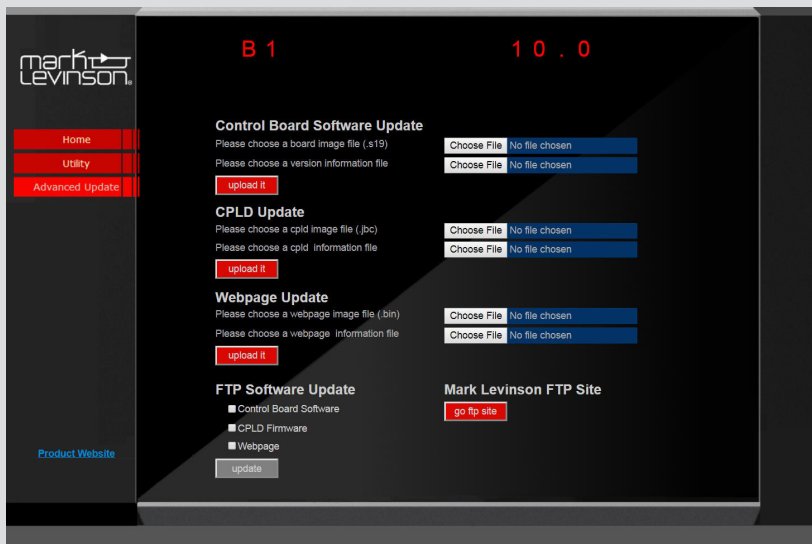 mark
Levinson®
B1
10.0
Home
Utility
Advanced Update
Product Website
Control Board Software Update
Please choose a board image file (.s19)
Choose File No file chosen
Please choose a version information file
Choose File No file chosen
upload it
CPLD Update
Please choose a cpld image file (.jbc)
Choose File No file chosen
Please choose a cpld information file
Choose File No file chosen
upload it
Webpage Update
Please choose a webpage image file (.bin)
Choose File No file chosen
Please choose a webpage information file
Choose File No file chosen
upload it
FTP Software Update
Control Board Software
CPLD Firmware
Webpage
update
Mark Levinson FTP Site
go ftp site